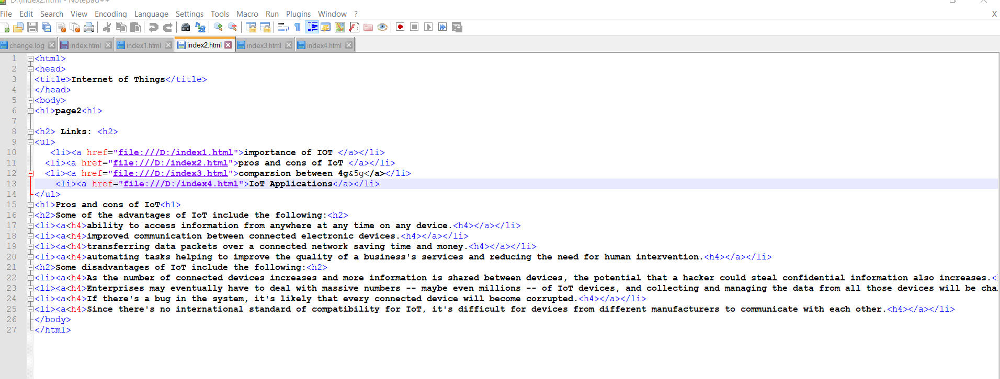 D:\index2.html - Notepad++
File Edit Search View Encoding Language Settings Tools Macro Run Plugins Window ? X
change.log index.html index1.html index2.html index3.html index4.html
1 <html>
2 <head>
3 <title>Internet of Things</title>
4 </head>
5 <body>
6 <h1>page2<h1>
7
8 <h2> Links: <h2>
9 <ul>
10 <li><a href="file:///D:/index1.html">importance of IOT </a></li>
11 <li><a href="file:///D:/index2.html">pros and cons of IoT </a></li>
12 <li><a href="file:///D:/index3.html">comparsion between 4g&5g</a></li>
13 <li><a href="file:///D:/index4.html">IoT Applications</a></li>
14 </ul>
15 <h1>Pros and cons of IoT<h1>
16 <h2>Some of the advantages of IoT include the following:<h2>
17 <li><a<h4>ability to access information from anywhere at any time on any device.<h4></a></li>
18 <li><a<h4>improved communication between connected electronic devices.<h4></a></li>
19 <li><a<h4>transferring data packets over a connected network saving time and money.<h4></a></li>
20 <li><a<h4>automating tasks helping to improve the quality of a business's services and reducing the need for human intervention.<h4></a></li>
21 <h2>Some disadvantages of IoT include the following:<h2>
22 <li><a<h4>As the number of connected devices increases and more information is shared between devices, the potential that a hacker could steal confidential information also increases.<
23 <li><a<h4>Enterprises may eventually have to deal with massive numbers -- maybe even millions -- of IoT devices, and collecting and managing the data from all those devices will be cha
24 <li><a<h4>If there's a bug in the system, it's likely that every connected device will become corrupted.<h4></a></li>
25 <li><a<h4>Since there's no international standard of compatibility for IoT, it's difficult for devices from different manufacturers to communicate with each other.<h4></a></li>
26 </body>
27 </html>